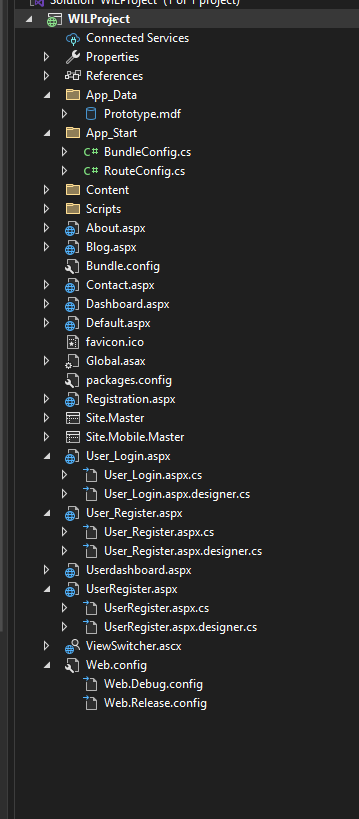 Solution 'WILProject' (1 of 1 project)
WILProject
Connected Services
Properties
References
App_Data
Prototype.mdf
App_Start
C# BundleConfig.cs
C# RouteConfig.cs
Content
Scripts
About.aspx
Blog.aspx
Bundle.config
Contact.aspx
Dashboard.aspx
Default.aspx
favicon.ico
Global.asax
packages.config
Registration.aspx
Site.Master
Site.Mobile.Master
User_Login.aspx
User_Login.aspx.cs
User_Login.aspx.designer.cs
User_Register.aspx
User_Register.aspx.cs
User_Register.aspx.designer.cs
Userdashboard.aspx
UserRegister.aspx
UserRegister.aspx.cs
UserRegister.aspx.designer.cs
ViewSwitcher.ascx
Web.config
Web.Debug.config
Web.Release.config